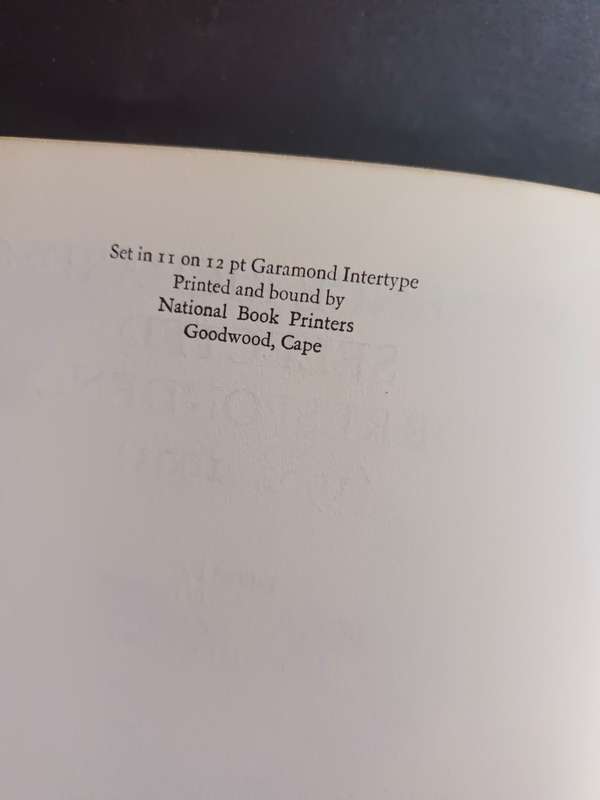 Set in 11 on 12 pt Garamond Intertype
Printed and bound by
National Book Printers
Goodwood, Cape